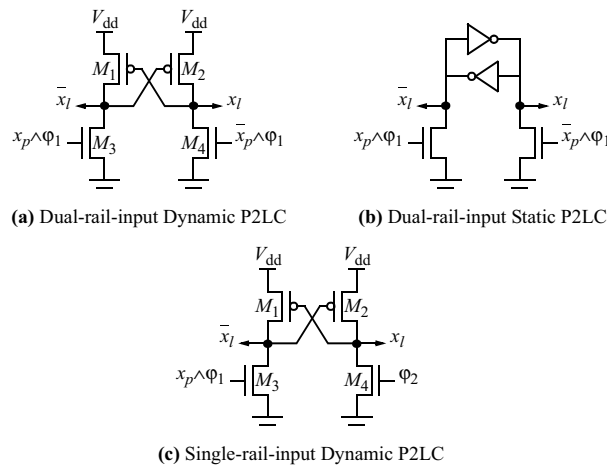 V_dd V_dd
M_1 M_2
x̅_l x_l
x_p∧φ_1 M_3 M_4 x̅_p∧φ_1
(a) Dual-rail-input Dynamic P2LC
x̅_l x_l
x_p∧φ_1 x̅_p∧φ_1
(b) Dual-rail-input Static P2LC
V_dd V_dd
M_1 M_2
x̅_l x_l
x_p∧φ_1 M_3 M_4 φ_2
(c) Single-rail-input Dynamic P2LC